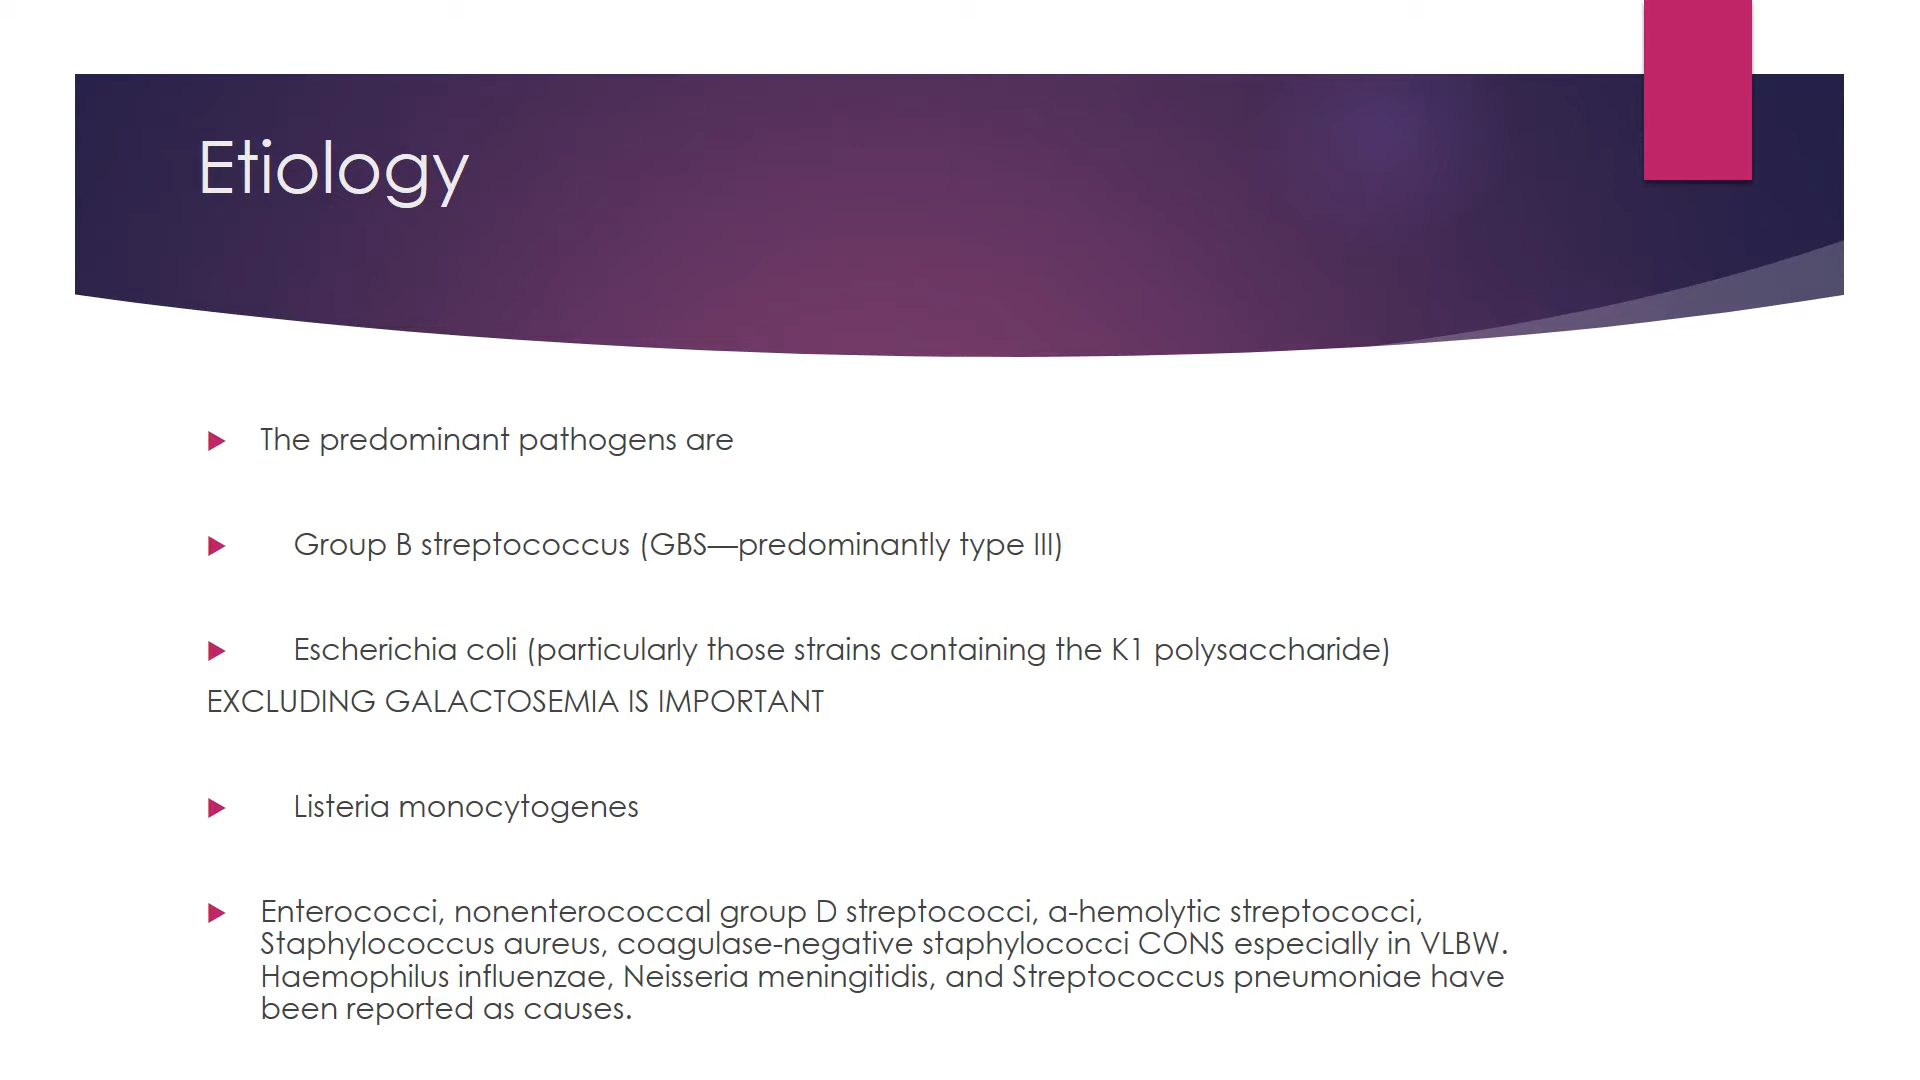 Etiology
The predominant pathogens are
Group B streptococcus (GBS—predominantly type III)
Escherichia coli (particularly those strains containing the K1 polysaccharide)
EXCLUDING GALACTOSEMIA IS IMPORTANT
Listeria monocytogenes
Enterococci, nonenterococcal group D streptococci, a-hemolytic streptococci,
Staphylococcus aureus, coagulase-negative staphylococci CONS especially in VLBW.
Haemophilus influenzae, Neisseria meningitidis, and Streptococcus pneumoniae have
been reported as causes.